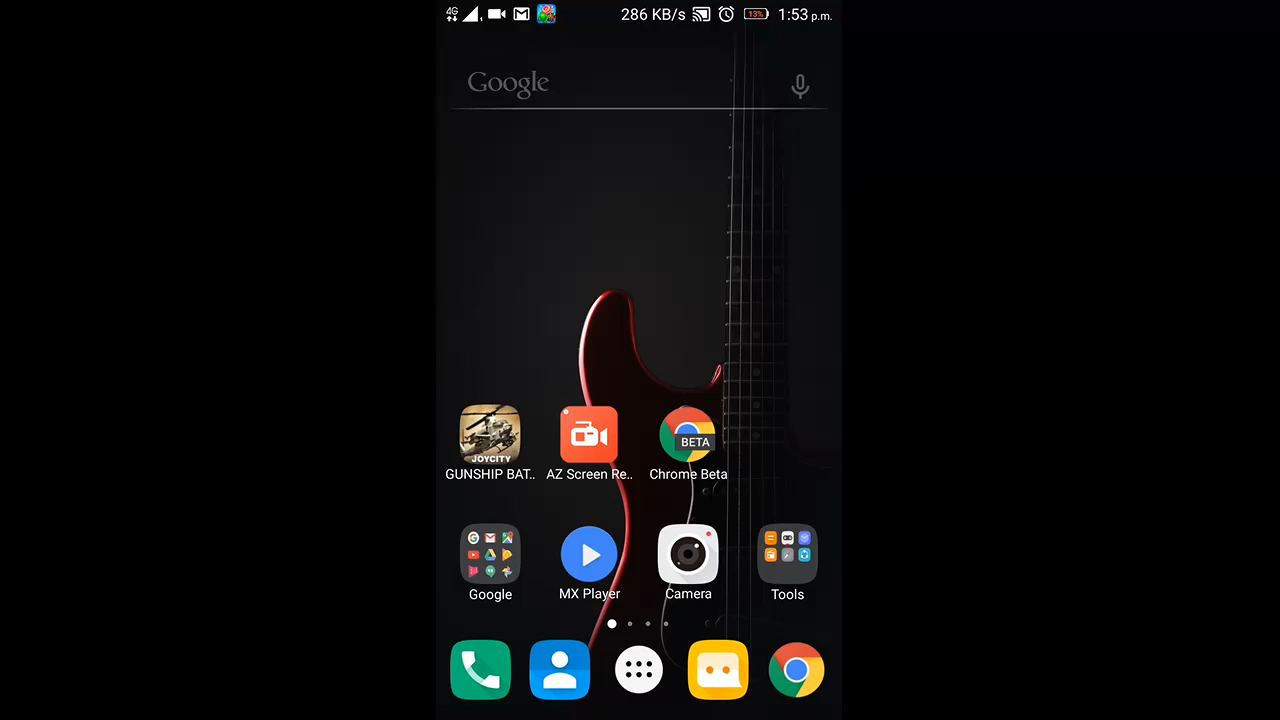 4G 286 KB/s 13% 1:53 p.m.
Google
JOYCITY
BETA
GUNSHIP BAT.. AZ Screen Re.. Chrome Beta
Google MX Player Camera Tools